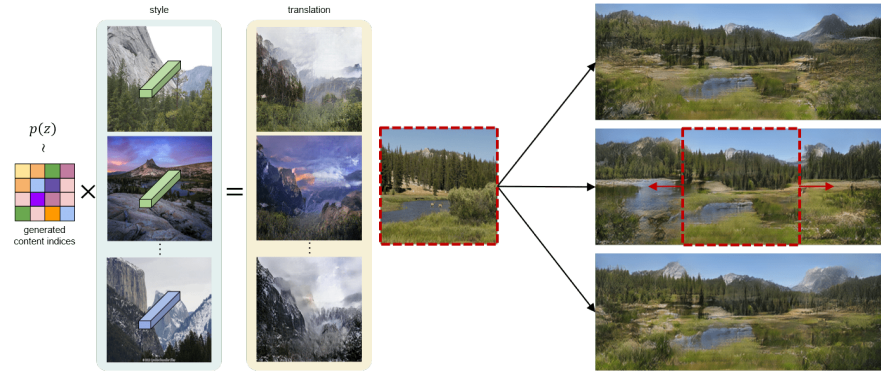 style
translation
p(z)
~
×
=
generated
content indices